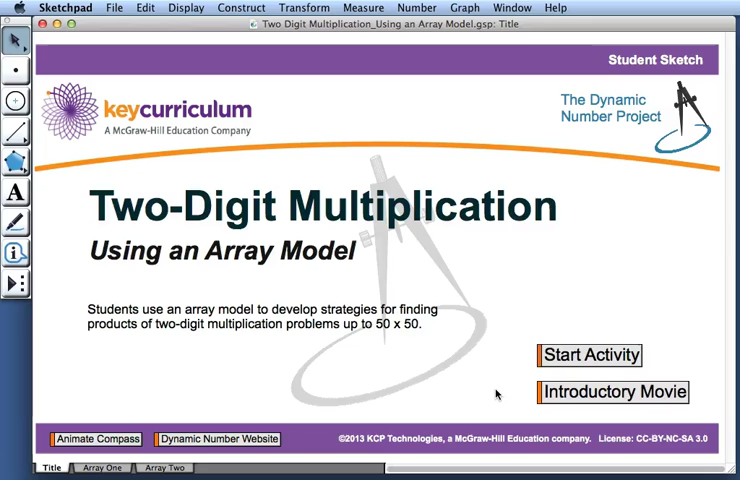 Sketchpad File Edit Display Construct Transform Measure Number Graph Window Help
Two Digit Multiplication_Using an Array Model.gsp: Title
Student Sketch
keycurriculum
A McGraw-Hill Education Company
The Dynamic
Number Project
Two-Digit Multiplication
Using an Array Model
Students use an array model to develop strategies for finding
products of two-digit multiplication problems up to 50 x 50.
Start Activity
Introductory Movie
Animate Compass
Dynamic Number Website
©2013 KCP Technologies, a McGraw-Hill Education company. License: CC-BY-NC-SA 3.0
Title Array One Array Two
A
i